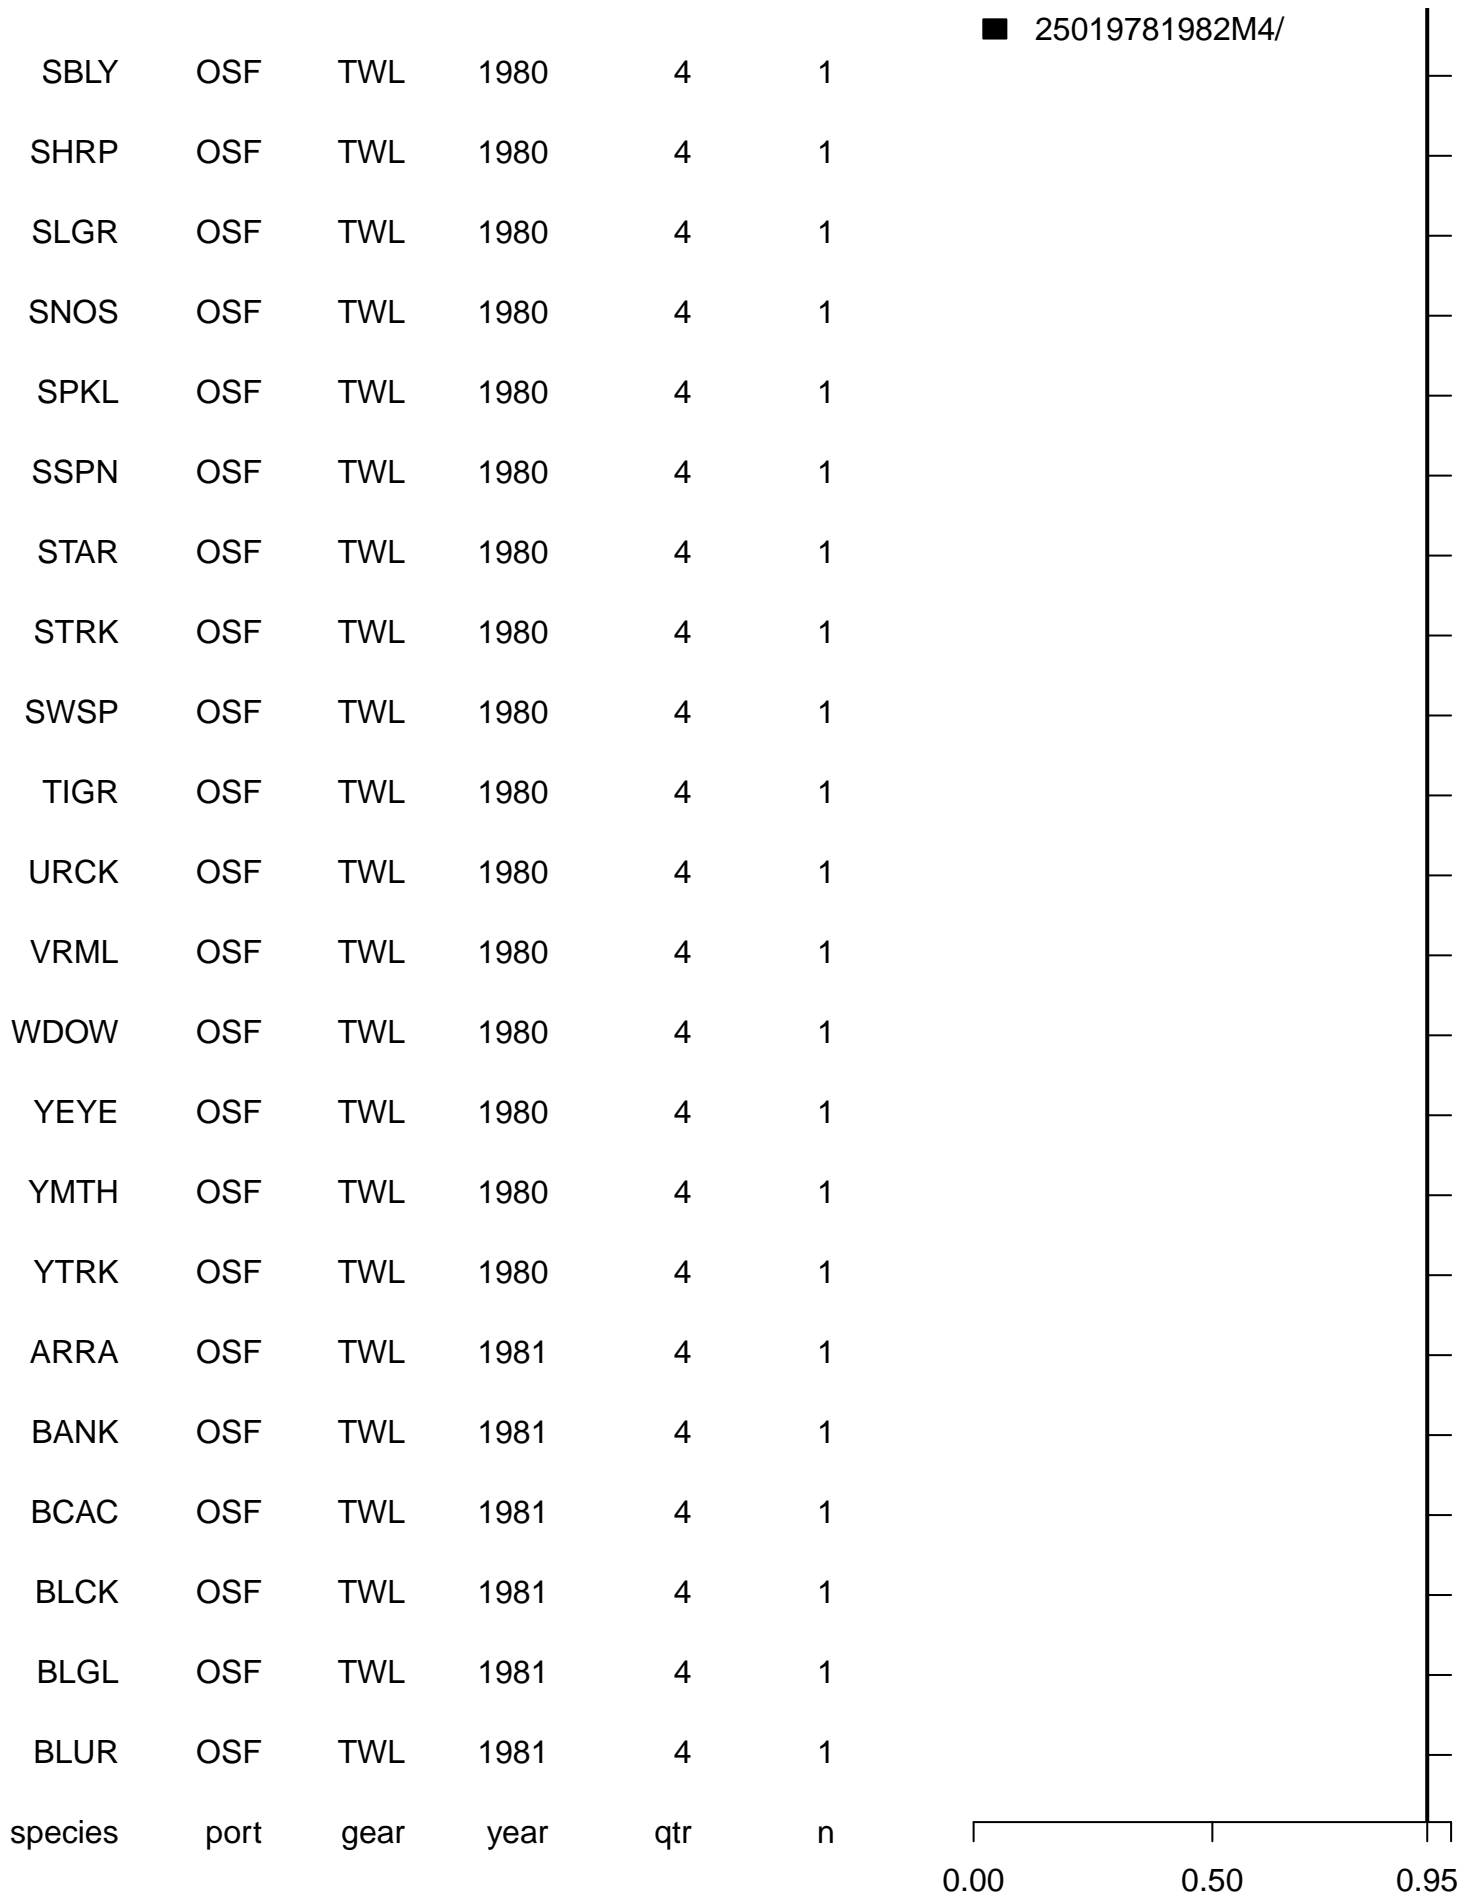 25019781982M4/
SBLY OSF TWL 1980 4 1
SHRP OSF TWL 1980 4 1
SLGR OSF TWL 1980 4 1
SNOS OSF TWL 1980 4 1
SPKL OSF TWL 1980 4 1
SSPN OSF TWL 1980 4 1
STAR OSF TWL 1980 4 1
STRK OSF TWL 1980 4 1
SWSP OSF TWL 1980 4 1
TIGR OSF TWL 1980 4 1
URCK OSF TWL 1980 4 1
VRML OSF TWL 1980 4 1
WDOW OSF TWL 1980 4 1
YEYE OSF TWL 1980 4 1
YMTH OSF TWL 1980 4 1
YTRK OSF TWL 1980 4 1
ARRA OSF TWL 1981 4 1
BANK OSF TWL 1981 4 1
BCAC OSF TWL 1981 4 1
BLCK OSF TWL 1981 4 1
BLGL OSF TWL 1981 4 1
BLUR OSF TWL 1981 4 1
species port gear year qtr n
0.00 0.50 0.95